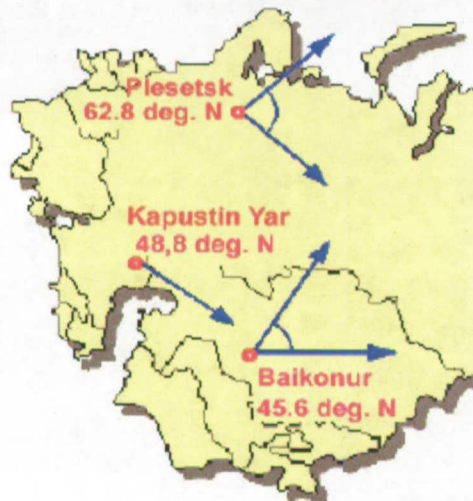 Plesetsk
62.8 deg. N
Kapustin Yar
48,8 deg. N
Baikonur
45.6 deg. N